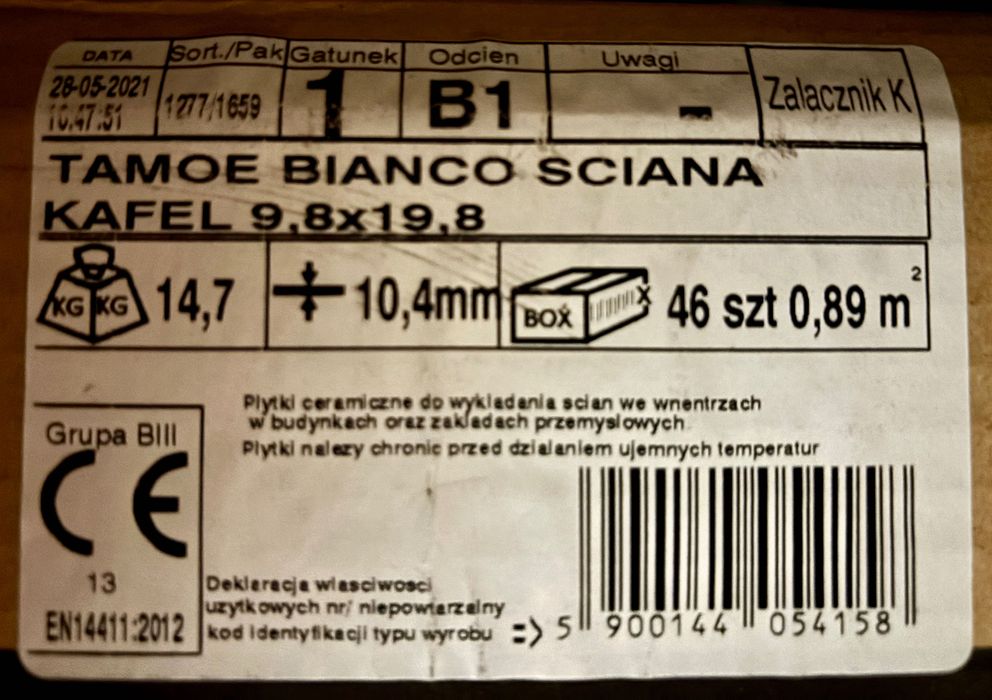 DATA Sort./Pak Gatunek Odcien Uwagi Zalacznik K
28-05-2021 1277/1659 1 B1 -
10:47:51
TAMOE BIANCO SCIANA
KAFEL 9,8x19,8
KG KG 14,7 10,4mm BOX 46 szt 0,89 m²
Plytki ceramiczne do wykladania scian we wnentrzach
w budynkach oraz zakladach przemyslowych
Plytki nalezy chronic przed dzialaniem ujemnych temperatur
Grupa BIII
CE
13
EN14411:2012
Deklaracja wlasciwosci
uzytkowych nr/ niepowtarzalny
kod identyfikacji typu wyrobu =>
5 900144 054158